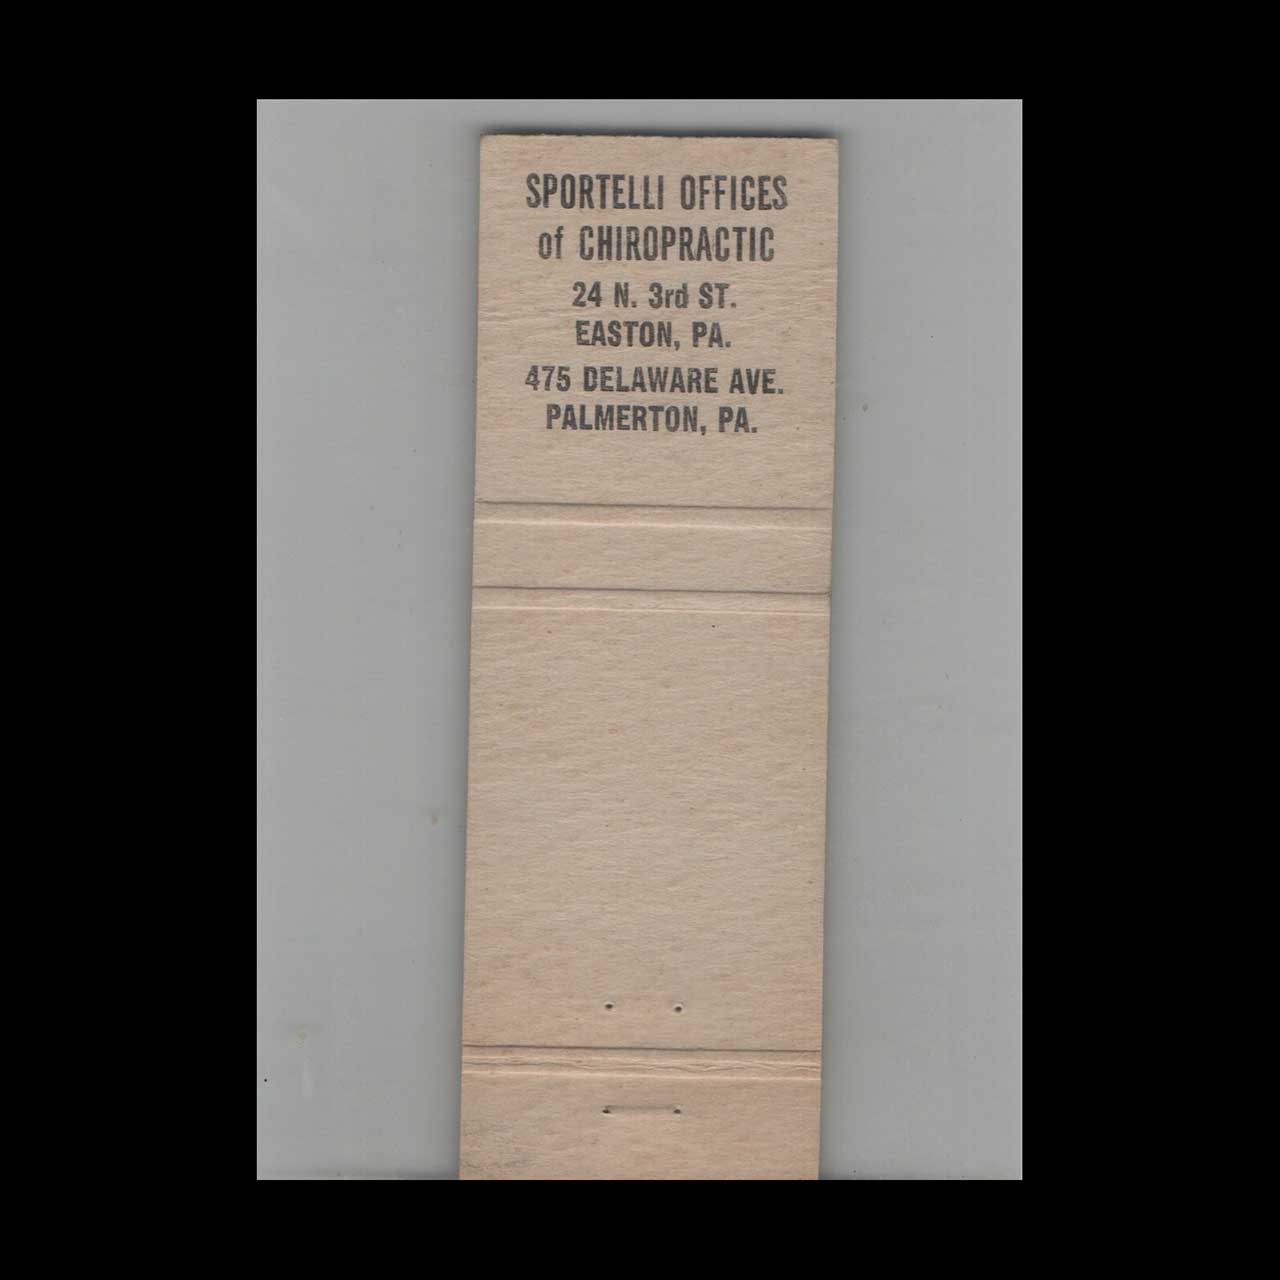 SPORTELLI OFFICES
of CHIROPRACTIC
24 N. 3rd ST.
EASTON, PA.
475 DELAWARE AVE.
PALMERTON, PA.